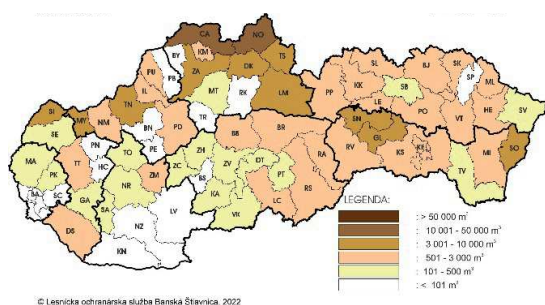 CA
NO
BY
KM
TS
DK
PU
ZA
PB
IL
MT
RK
LM
SL
BJ
SK
SP
ML
KK
SB
PP
LE
PO
VT
HE
SV
SI
MY
NM
TN
TR
BN
PD
PE
SE
BB
BR
SN
GL
RV
KS
SO
MI
TV
PN
TO
ZH
ZC
ZV
DT
PT
RA
MA
PK
TT
HC
NR
ZM
BS
KA
VK
LC
RS
BA
SC
GA
SA
LV
DS
NZ
KN
LEGENDA:
: > 50 000 m³
: 10 001 - 50 000 m³
: 3 001 - 10 000 m³
: 501 - 3 000 m³
: 101 - 500 m³
: < 101 m³
© Lesnícka ochranárska služba Banská Štiavnica, 2022